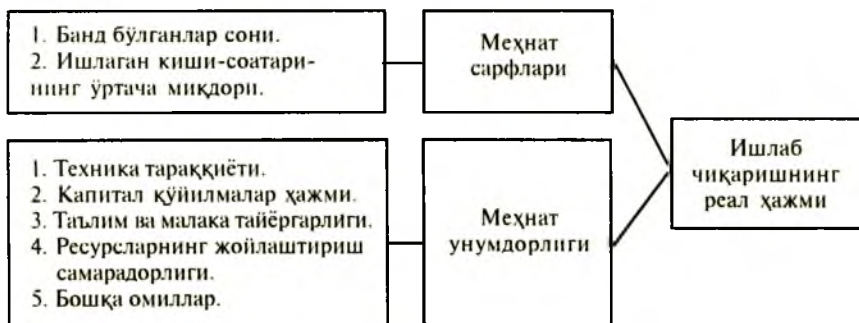 1. Банд бўлганлар сони.
2. Ишлаган киши-соатари-
нинг ўртача миқдори.
Меҳнат
сарфлари
1. Техника тараққиёти.
2. Капитал қўйилмалар ҳажми.
3. Таълим ва малака тайёргарлиги.
4. Ресурсларнинг жойлаштириш
самарадорлиги.
5. Бошқа омиллар.
Меҳнат
унумдорлиги
Ишлаб
чиқаришнинг
реал ҳажми